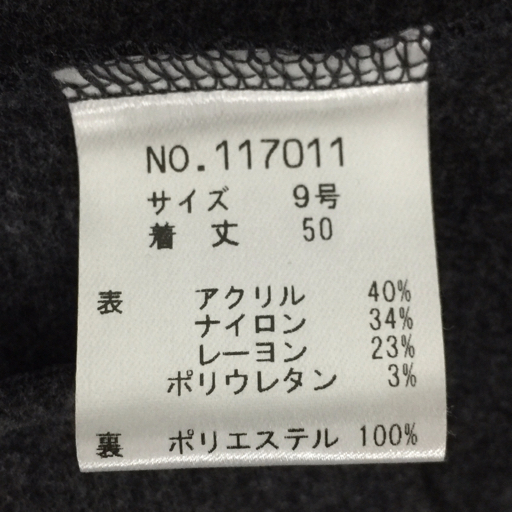 NO.117011
サイズ 9号
着丈 50
表 アクリル 40%
ナイロン 34%
レーヨン 23%
ポリウレタン 3%
裏 ポリエステル 100%